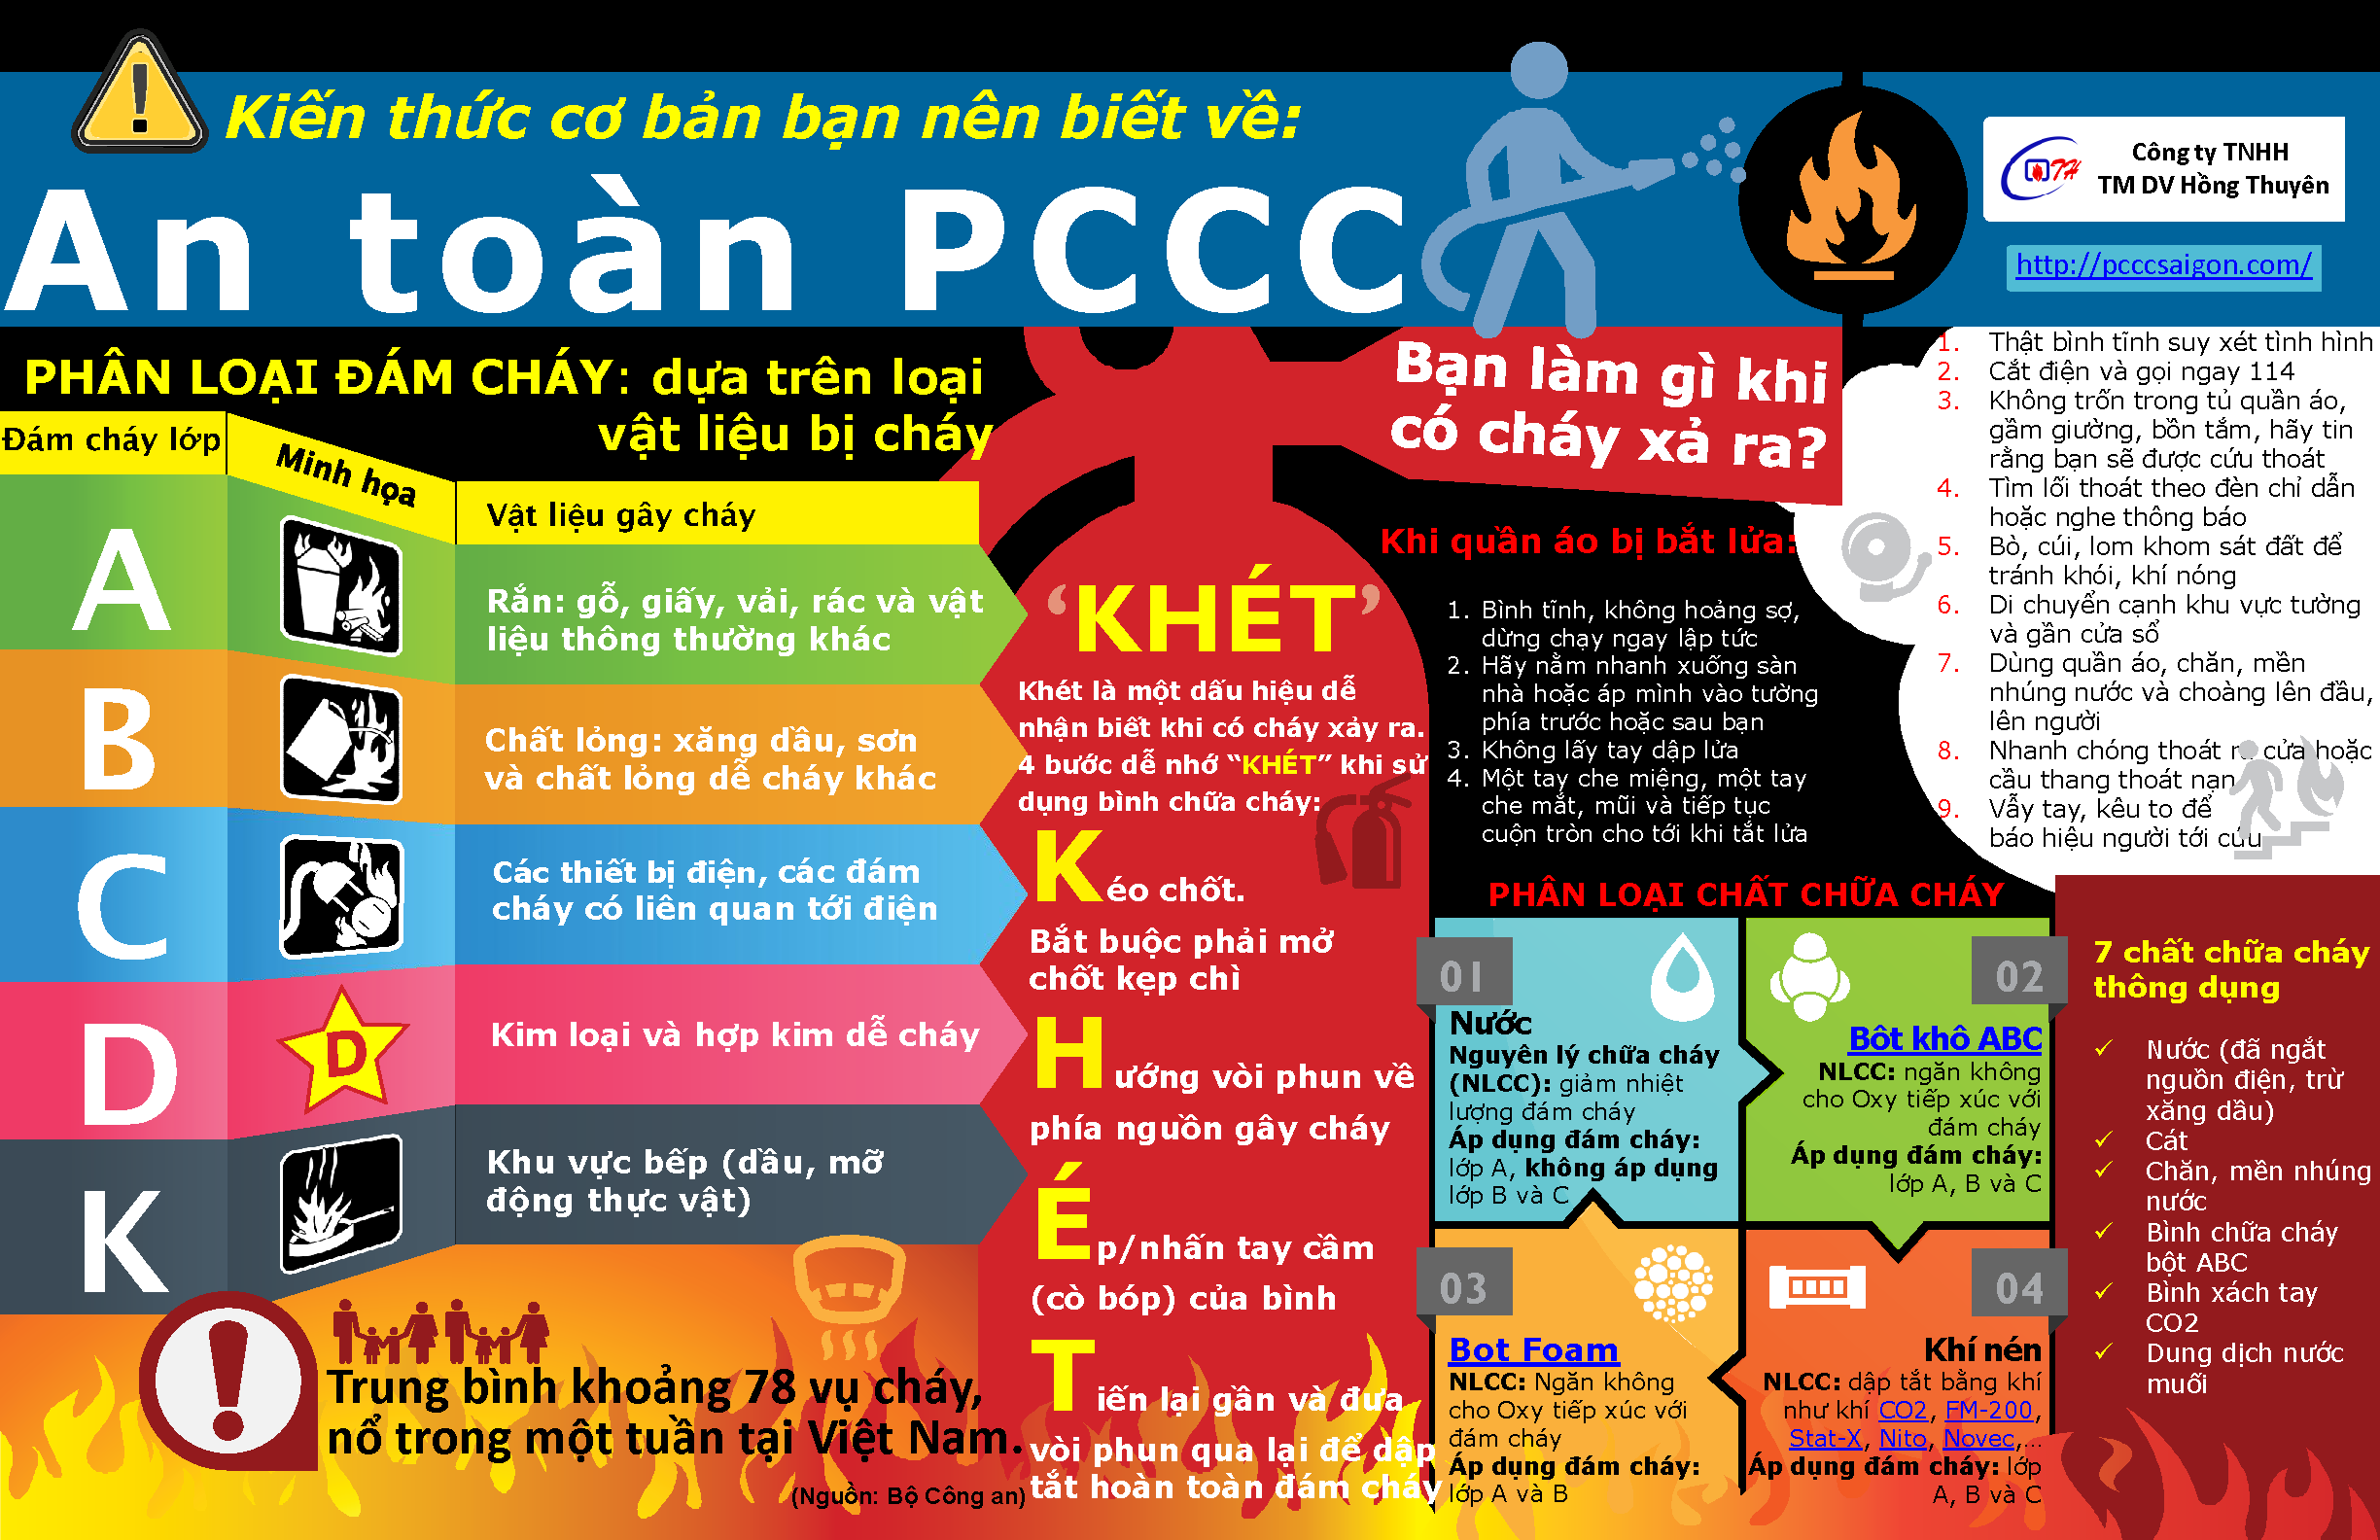 Kiến thức cơ bản bạn nên biết về:
An toàn PCCC
TH
Công ty TNHH
TM DV Hồng Thuyên
http://pcccsaigon.com/
PHÂN LOẠI ĐÁM CHÁY: dựa trên loại
vật liệu bị cháy
Đám cháy lớp
Minh họa
Vật liệu gây cháy
A
Rắn: gỗ, giấy, vải, rác và vật
liệu thông thường khác
B
Chất lỏng: xăng dầu, sơn
và chất lỏng dễ cháy khác
C
Các thiết bị điện, các đám
cháy có liên quan tới điện
D
D
Kim loại và hợp kim dễ cháy
K
Khu vực bếp (dầu, mỡ
động thực vật)
Trung bình khoảng 78 vụ cháy,
nổ trong một tuần tại Việt Nam.
(Nguồn: Bộ Công an)
‘KHÉT’
Khét là một dấu hiệu dễ
nhận biết khi có cháy xảy ra.
4 bước dễ nhớ “KHÉT” khi sử
dụng bình chữa cháy:
Kéo chốt.
Bắt buộc phải mở
chốt kẹp chì
Hướng vòi phun về
phía nguồn gây cháy
Ép/nhấn tay cầm
(cò bóp) của bình
Tiến lại gần và đưa
vòi phun qua lại để dập
tắt hoàn toàn đám cháy
Bạn làm gì khi
có cháy xả ra?
Khi quần áo bị bắt lửa:
1. Bình tĩnh, không hoảng sợ,
dừng chạy ngay lập tức
2. Hãy nằm nhanh xuống sàn
nhà hoặc áp mình vào tường
phía trước hoặc sau bạn
3. Không lấy tay dập lửa
4. Một tay che miệng, một tay
che mắt, mũi và tiếp tục
cuộn tròn cho tới khi tắt lửa
1. Thật bình tĩnh suy xét tình hình
2. Cắt điện và gọi ngay 114
3. Không trốn trong tủ quần áo,
gầm giường, bồn tắm, hãy tin
rằng bạn sẽ được cứu thoát
4. Tìm lối thoát theo đèn chỉ dẫn
hoặc nghe thông báo
5. Bò, cúi, lom khom sát đất để
tránh khói, khí nóng
6. Di chuyển cạnh khu vực tường
và gần cửa sổ
7. Dùng quần áo, chăn, mền
nhúng nước và choàng lên đầu,
lên người
8. Nhanh chóng thoát ra cửa hoặc
cầu thang thoát nạn
9. Vẫy tay, kêu to để
báo hiệu người tới cứu
PHÂN LOẠI CHẤT CHỮA CHÁY
01
Nước
Nguyên lý chữa cháy
(NLCC): giảm nhiệt
lượng đám cháy
Áp dụng đám cháy:
lớp A, không áp dụng
lớp B và C
02
Bột khô ABC
NLCC: ngăn không
cho Oxy tiếp xúc với
đám cháy
Áp dụng đám cháy:
lớp A, B và C
03
Bot Foam
NLCC: Ngăn không
cho Oxy tiếp xúc với
đám cháy
Áp dụng đám cháy:
lớp A và B
04
Khí nén
NLCC: dập tắt bằng khí
như khí CO2, FM-200,
Stat-X, Nito, Novec,...
Áp dụng đám cháy: lớp
A, B và C
7 chất chữa cháy
thông dụng
✓ Nước (đã ngắt
nguồn điện, trừ
xăng dầu)
✓ Cát
✓ Chăn, mền nhúng
nước
✓ Bình chữa cháy
bột ABC
✓ Bình xách tay
CO2
✓ Dung dịch nước
muối